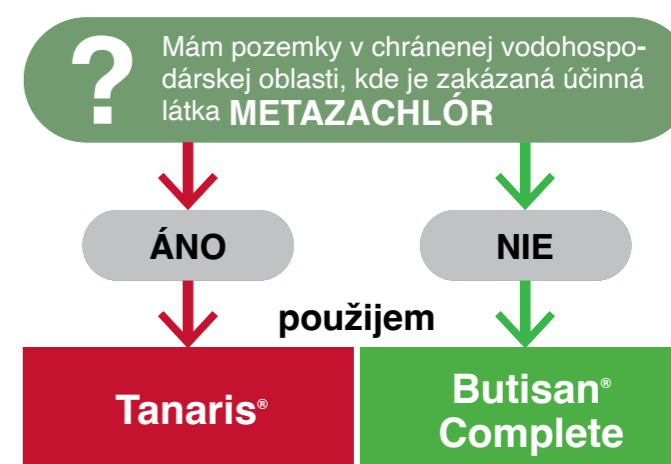 ?
Mám pozemky v chránenej vodohospo-
dárskej oblasti, kde je zakázaná účinná
látka METAZACHLÓR
ÁNO
NIE
použijem
Tanaris®
Butisan®
Complete